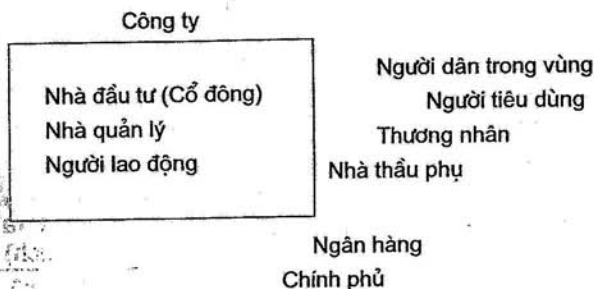 Công ty
Nhà đầu tư (Cổ đông)
Nhà quản lý
Người lao động
Người dân trong vùng
Người tiêu dùng
Thương nhân
Nhà thầu phụ
Ngân hàng
Chính phủ